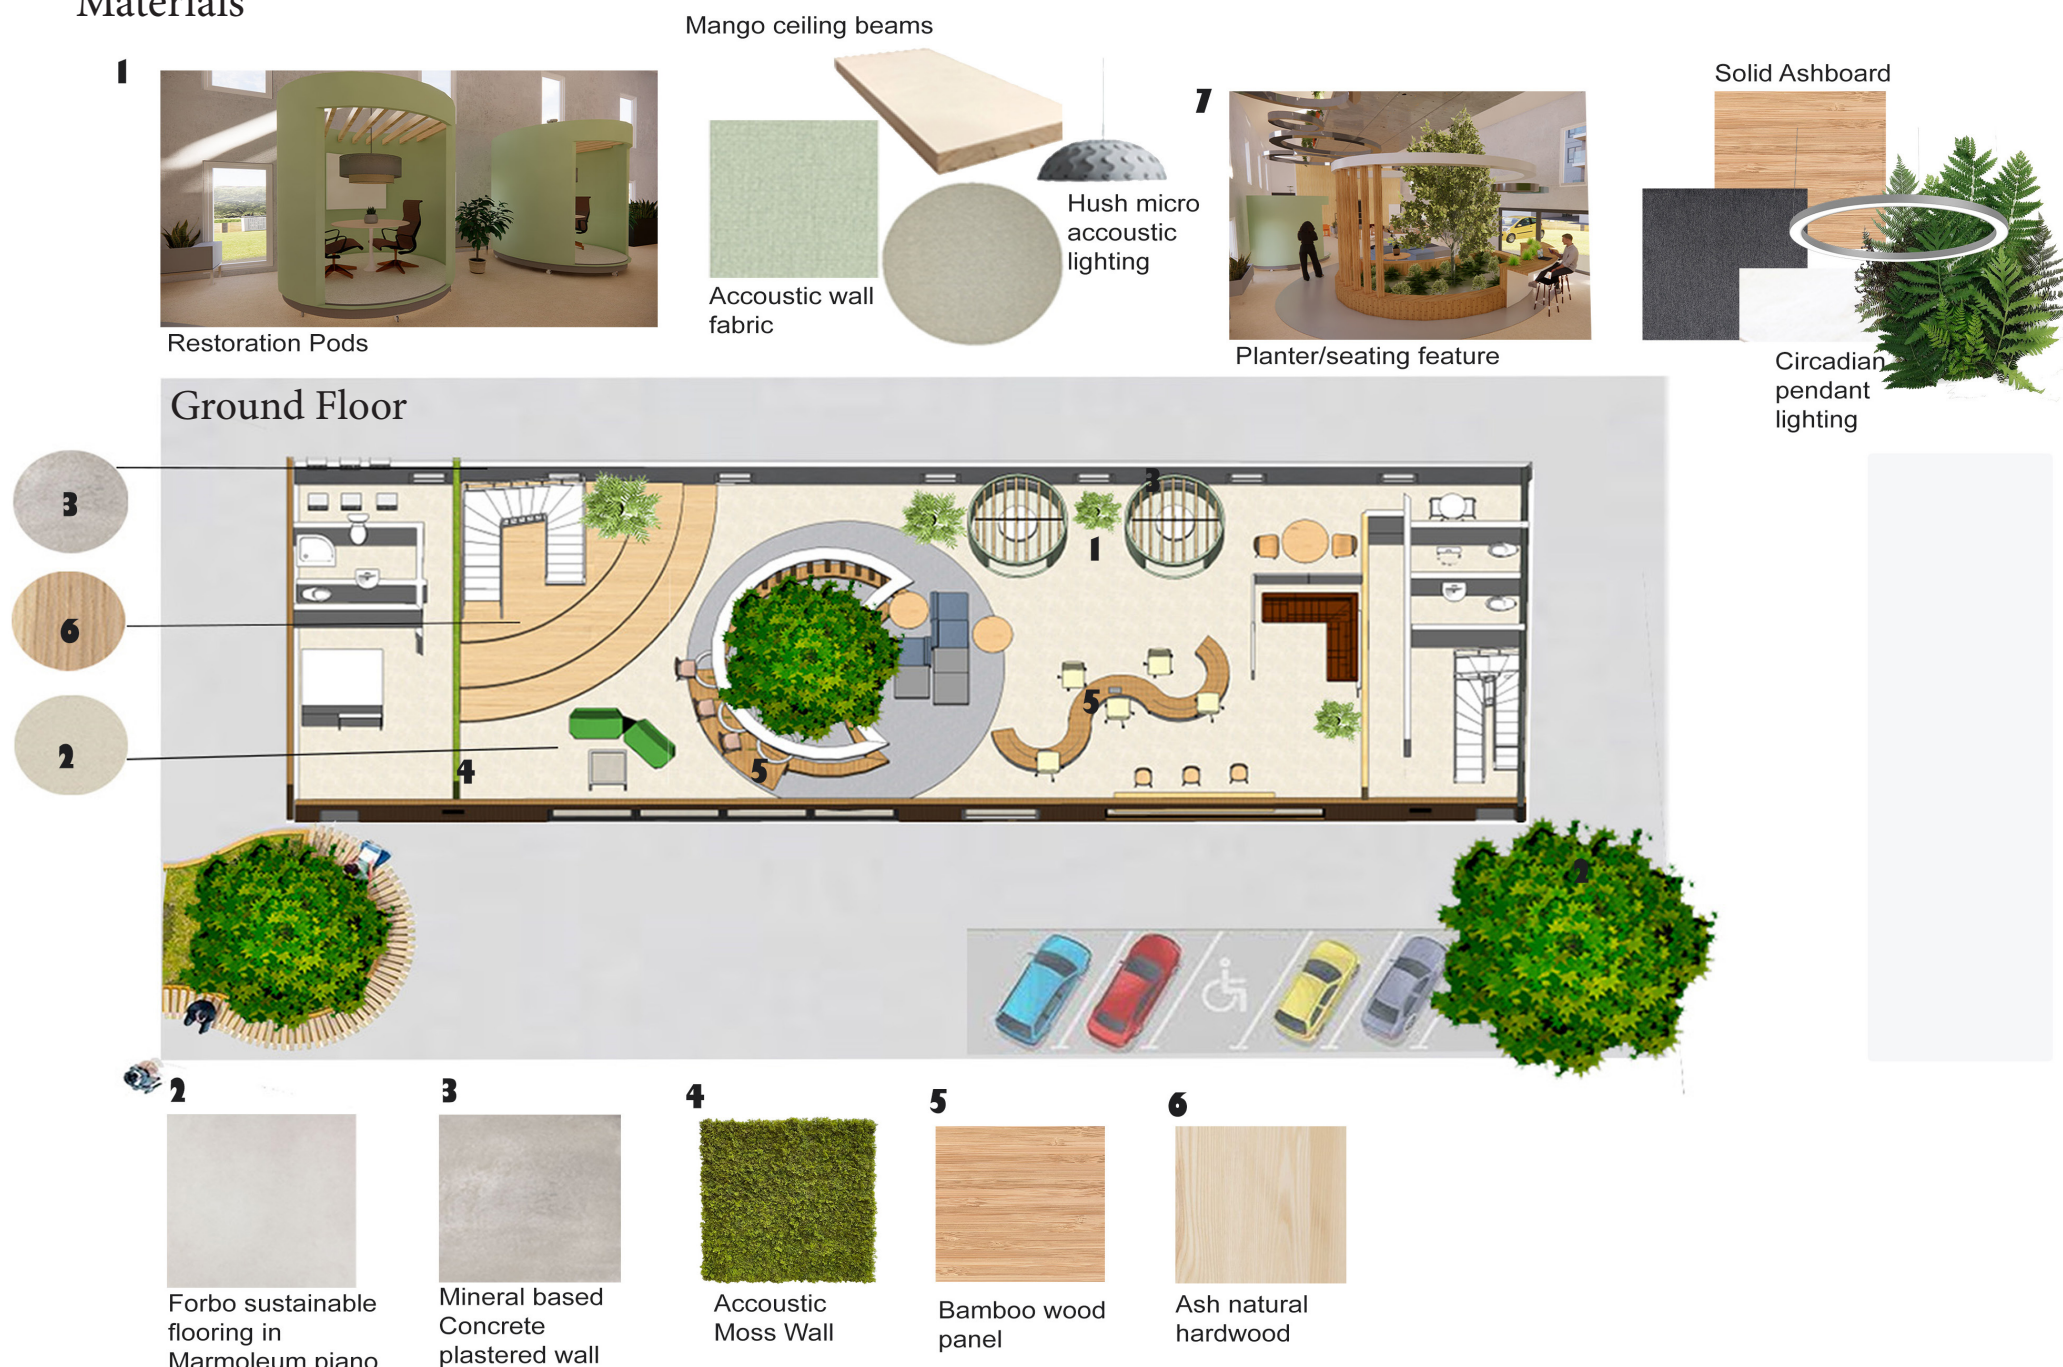 Materials
1
Restoration Pods
Mango ceiling beams
Accoustic wall
fabric
Hush micro
accoustic
lighting
7
Planter/seating feature
Solid Ashboard
Circadian
pendant
lighting
Ground Floor
3
6
2
3
1
5
4
5
2
2
Forbo sustainable
flooring in
Marmoleum piano
3
Mineral based
Concrete
plastered wall
4
Accoustic
Moss Wall
5
Bamboo wood
panel
6
Ash natural
hardwood